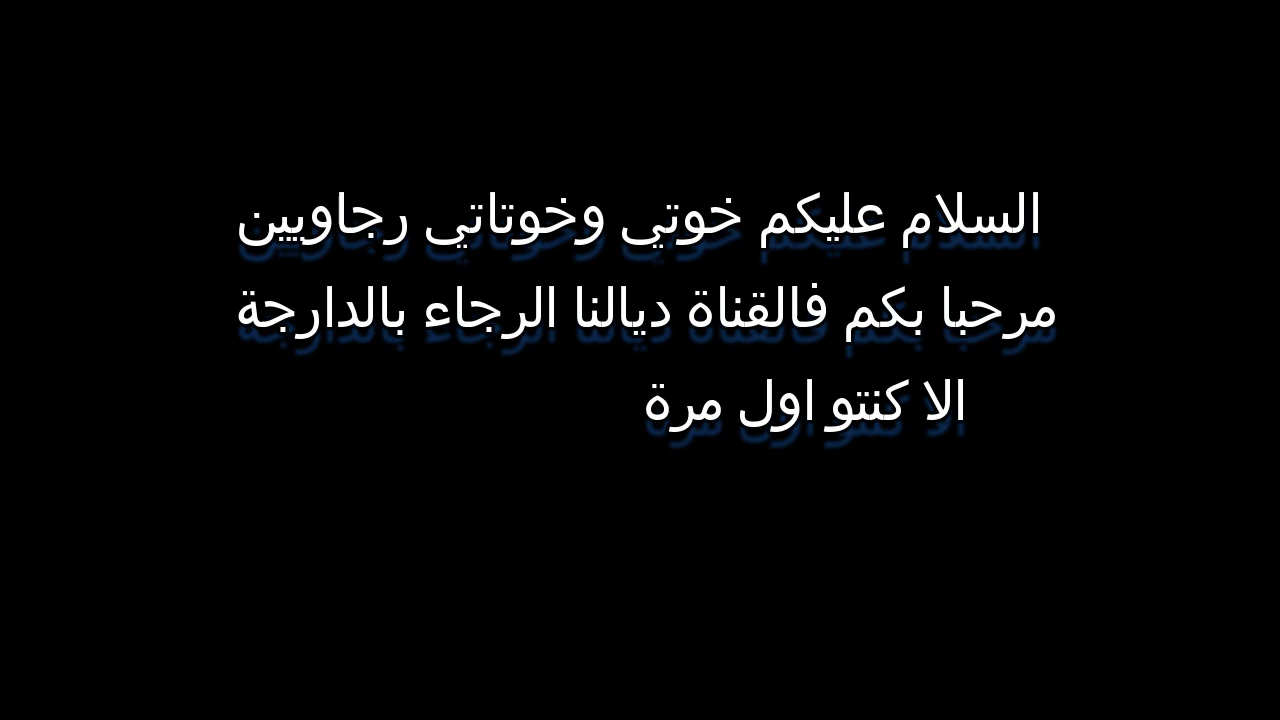 السلام عليكم خوتي وخوتاتي رجاويين
مرحبا بكم فالقناة ديالنا الرجاء بالدارجة
الا كنتو اول مرة